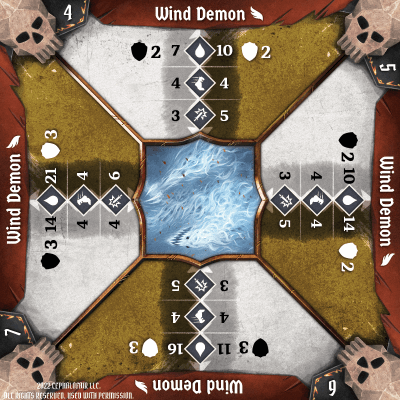 4
Wind Demon
2 7 10 2
4 4
3 5
5
Wind Demon
2 10 14 2
4 4
3 5
6
Wind Demon
3 11 16 3
4 4
3 5
7
Wind Demon
3 14 21 3
4 4
4 6
2022 CEPHALOFAIR LLC.
ALL RIGHTS RESERVED. USED WITH PERMISSION.